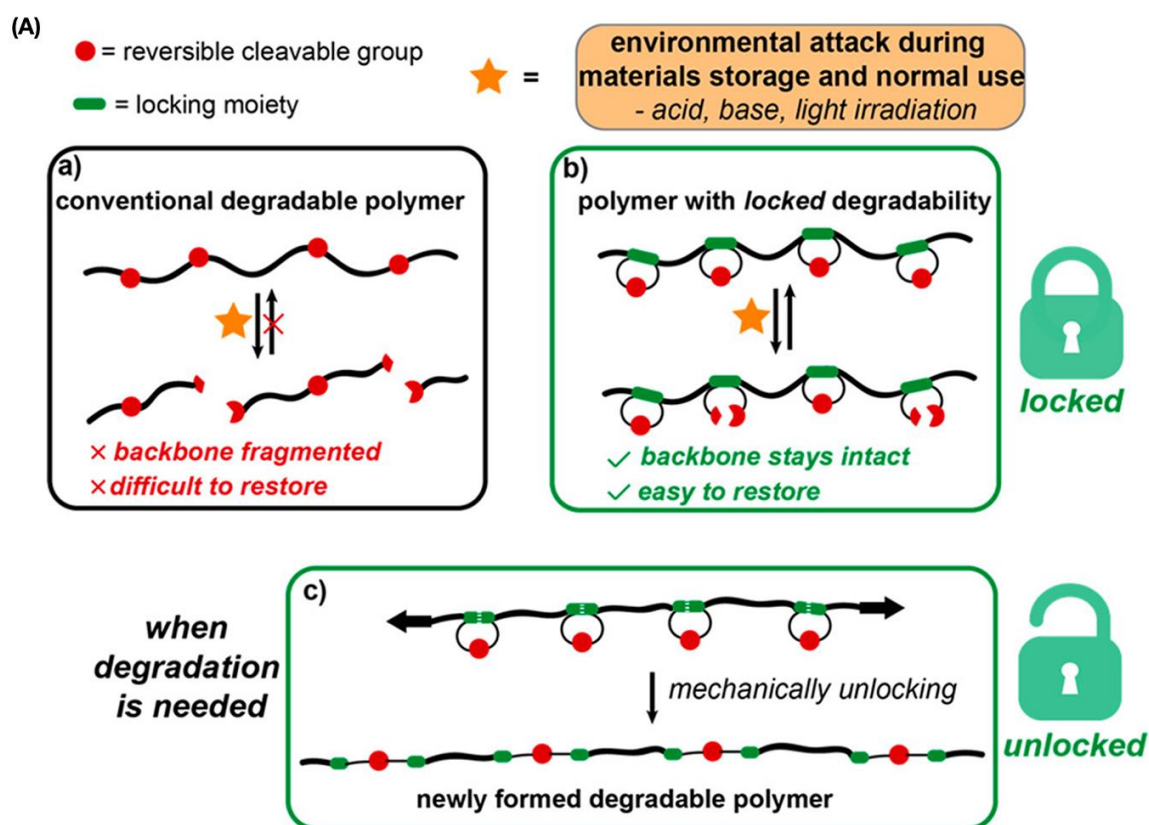 (A)
= reversible cleavable group
= locking moiety
=
environmental attack during
materials storage and normal use
- acid, base, light irradiation
a)
conventional degradable polymer
× backbone fragmented
× difficult to restore
b)
polymer with locked degradability
✓ backbone stays intact
✓ easy to restore
locked
when
degradation
is needed
c)
mechanically unlocking
newly formed degradable polymer
unlocked